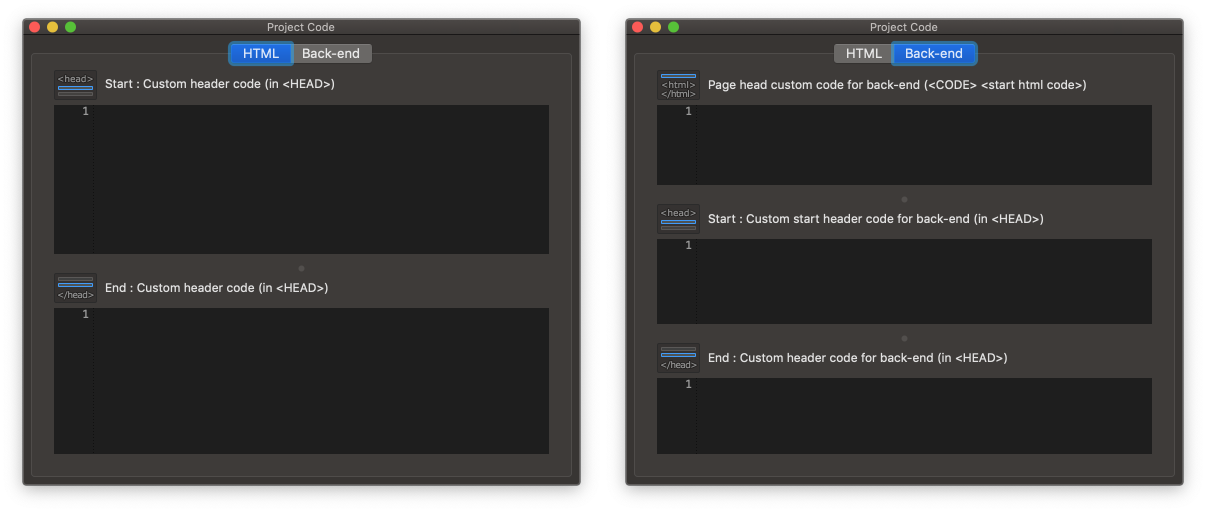 Project Code
HTML Back-end
<head>
Start : Custom header code (in <HEAD>)
1
</head>
End : Custom header code (in <HEAD>)
1
Project Code
HTML Back-end
<html>
</html>
Page head custom code for back-end (<CODE> <start html code>)
1
<head>
Start : Custom start header code for back-end (in <HEAD>)
1
</head>
End : Custom header code for back-end (in <HEAD>)
1